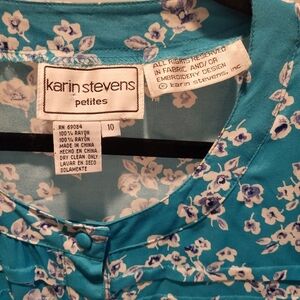 karin stevens
petites
RN 69084
100% RAYON
100% RAYON
MADE IN CHINA
HECHO EN CHINA
DRY CLEAN ONLY
LAVAR EN SECO
SOLAMENTE
10
ALL RIGHTS RESERVED
IN FABRIC AND/OR
EMBROIDERY DESIGN
© karin stevens, inc